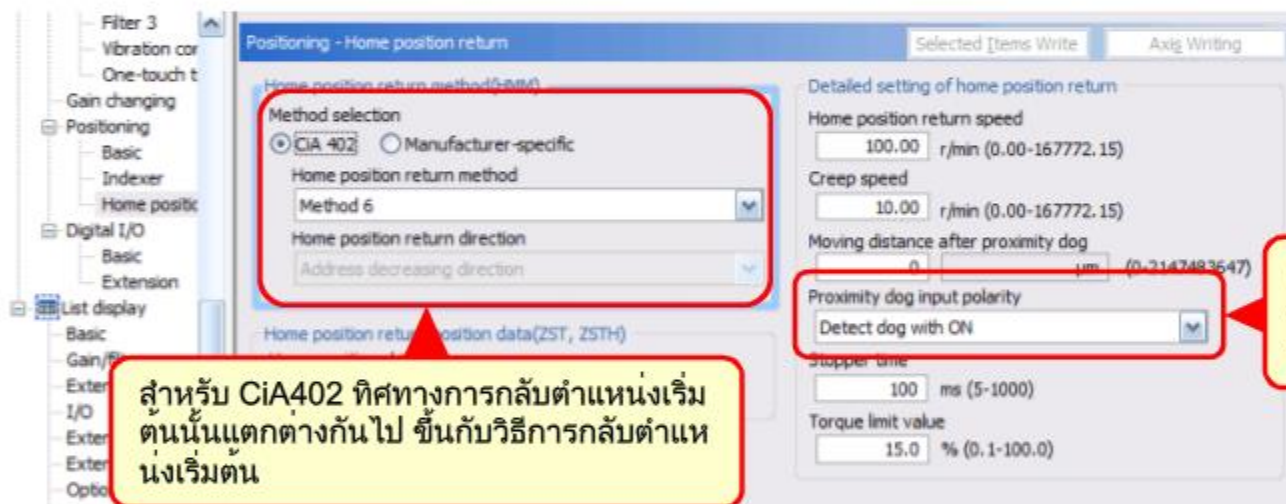 Filter 3
Vibration cor
One-touch t
Gain changing
Positioning
Basic
Indexer
Home positic
Digital I/O
Basic
Extension
List display
Basic
Gain/fil
Exter
I/O
Exter
Exter
Optio
Positioning - Home position return
Selected Items Write
Axis Writing
Home position return method(HMM)
Method selection
CiA 402
Manufacturer-specific
Home position return method
Method 6
Home position return direction
Address decreasing direction
Home position return position data(ZST, ZSTH)
สำหรับ CiA402 ทิศทางการกลับตำแหน่งเริ่ม
ต้นนั้นแตกต่างกันไป ขึ้นกับวิธีการกลับตำแห
น่งเริ่มต้น
Detailed setting of home position return
Home position return speed
100.00 r/min (0.00-167772.15)
Creep speed
10.00 r/min (0.00-167772.15)
Moving distance after proximity dog
0 μm (0-2147483647)
Proximity dog input polarity
Detect dog with ON
Stopper time
100 ms (5-1000)
Torque limit value
15.0 % (0.1-100.0)